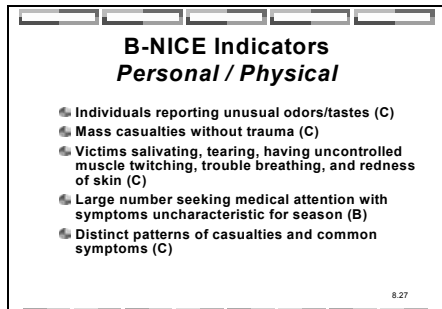 B-NICE Indicators
Personal / Physical
Individuals reporting unusual odors/tastes (C)
Mass casualties without trauma (C)
Victims salivating, tearing, having uncontrolled
muscle twitching, trouble breathing, and redness
of skin (C)
Large number seeking medical attention with
symptoms uncharacteristic for season (B)
Distinct patterns of casualties and common
symptoms (C)
8.27